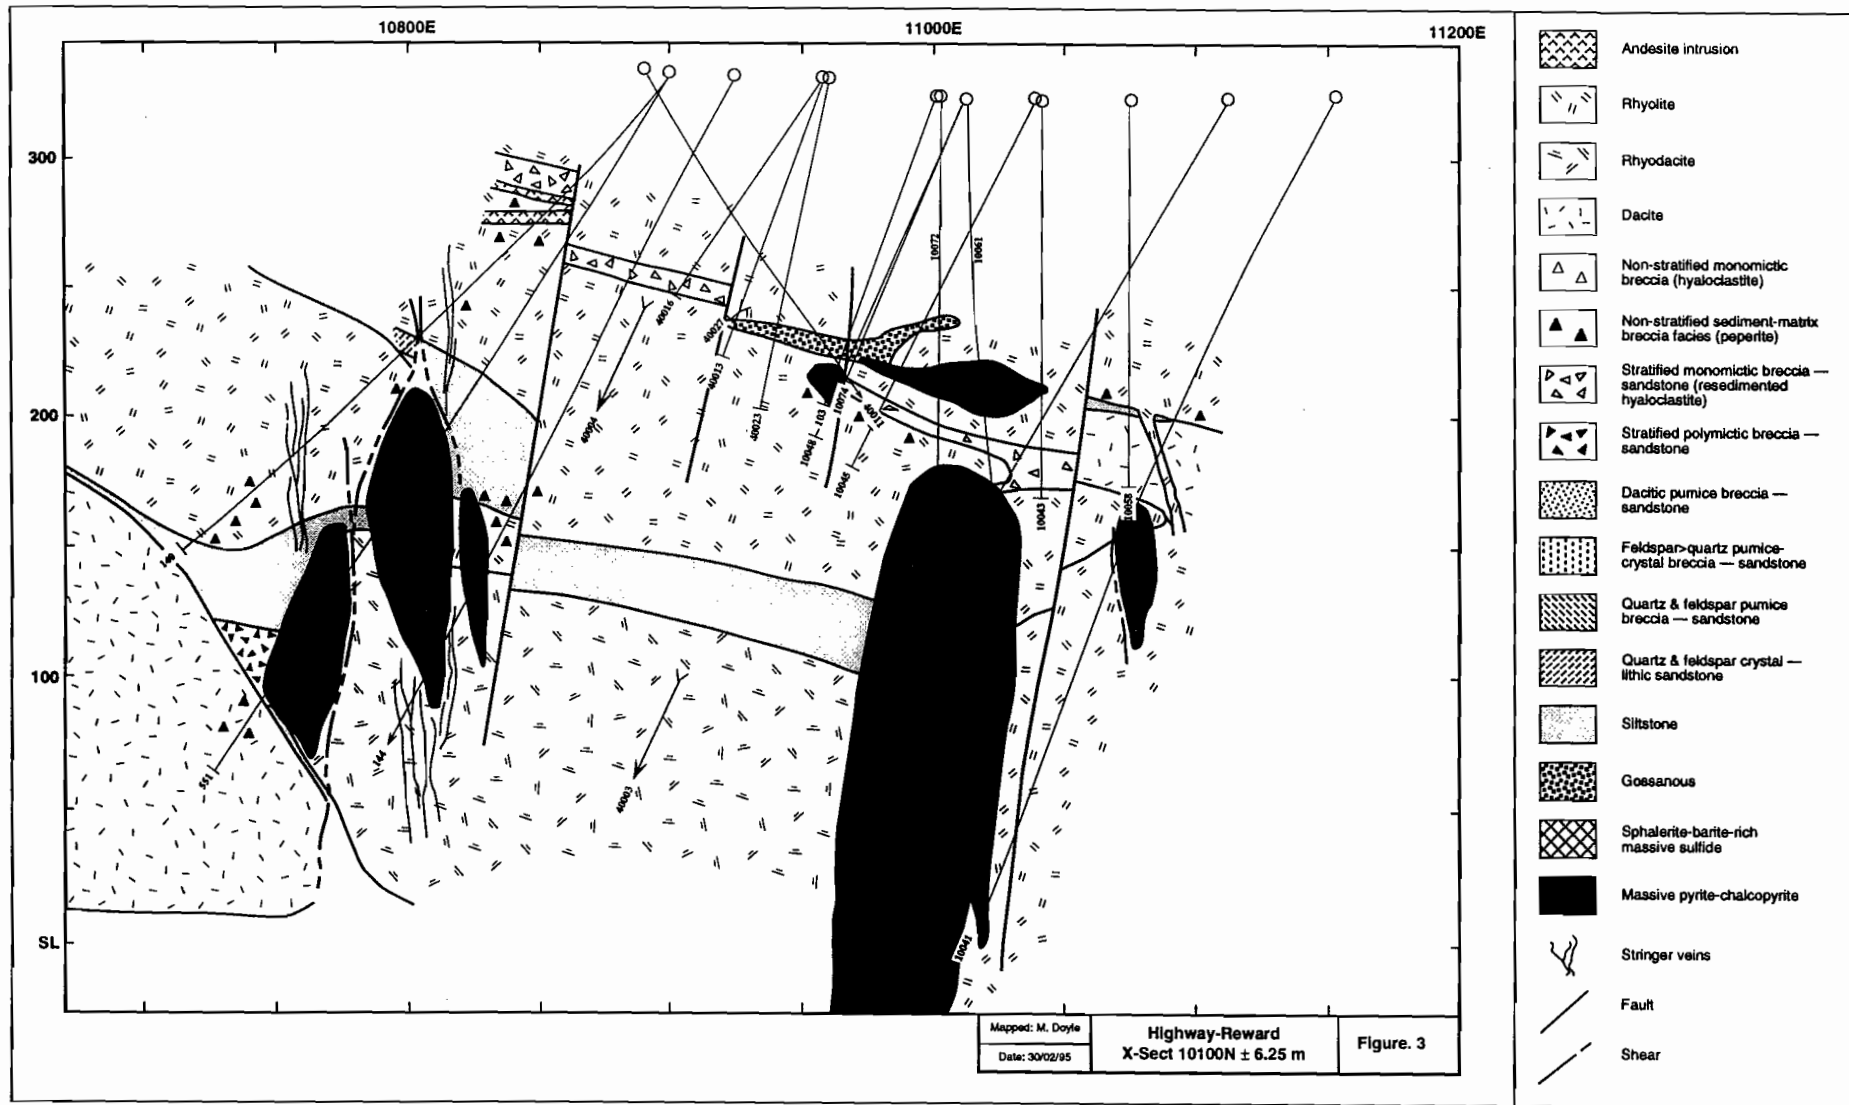 10800E
11000E
11200E
300
200
100
SL
40016
40027
40013
40004
40023
10072
10061
10074
103
10048
40011
10045
10043
10058
149
551
144
40003
10041
Mapped: M. Doyle
Date: 30/02/95
Highway-Reward
X-Sect 10100N ± 6.25 m
Figure. 3
Andesite intrusion
Rhyolite
Rhyodacite
Dacite
Non-stratified monomictic
breccia (hyaloclastite)
Non-stratified sediment-matrix
breccia facies (peperite)
Stratified monomictic breccia —
sandstone (resedimented
hyaloclastite)
Stratified polymictic breccia —
sandstone
Dacitic pumice breccia —
sandstone
Feldspar>quartz pumice-
crystal breccia — sandstone
Quartz & feldspar pumice
breccia — sandstone
Quartz & feldspar crystal —
lithic sandstone
Siltstone
Gossanous
Sphalerite-barite-rich
massive sulfide
Massive pyrite-chalcopyrite
Stringer veins
Fault
Shear